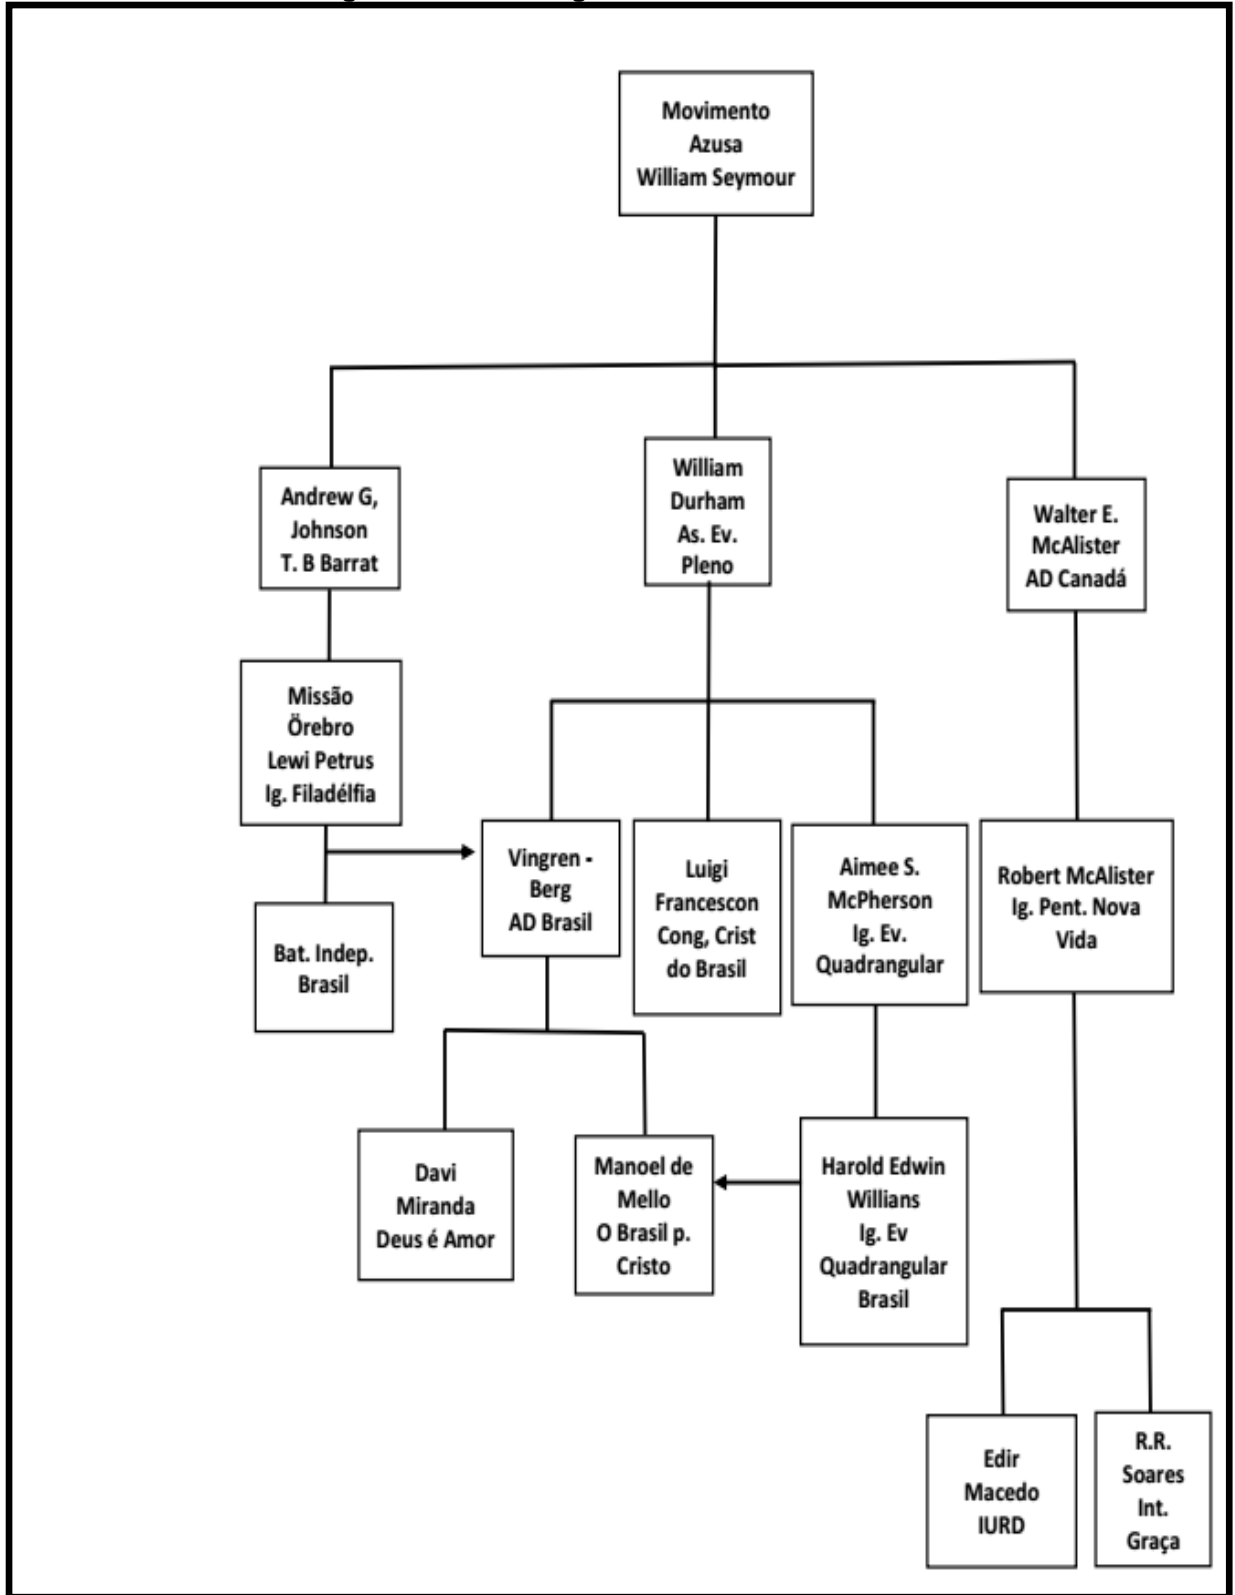 Movimento
Azusa
William Seymour
Andrew G,
Johnson
T. B Barrat
William
Durham
As. Ev.
Pleno
Walter E.
McAlister
AD Canadá
Missão
Örebro
Lewi Petrus
Ig. Filadélfia
Vingren -
Berg
AD Brasil
Luigi
Francescon
Cong, Crist
do Brasil
Aimee S.
McPherson
Ig. Ev.
Quadrangular
Robert McAlister
Ig. Pent. Nova
Vida
Bat. Indep.
Brasil
Davi
Miranda
Deus é Amor
Manoel de
Mello
O Brasil p.
Cristo
Harold Edwin
Willians
Ig. Ev
Quadrangular
Brasil
Edir
Macedo
IURD
R.R.
Soares
Int.
Graça